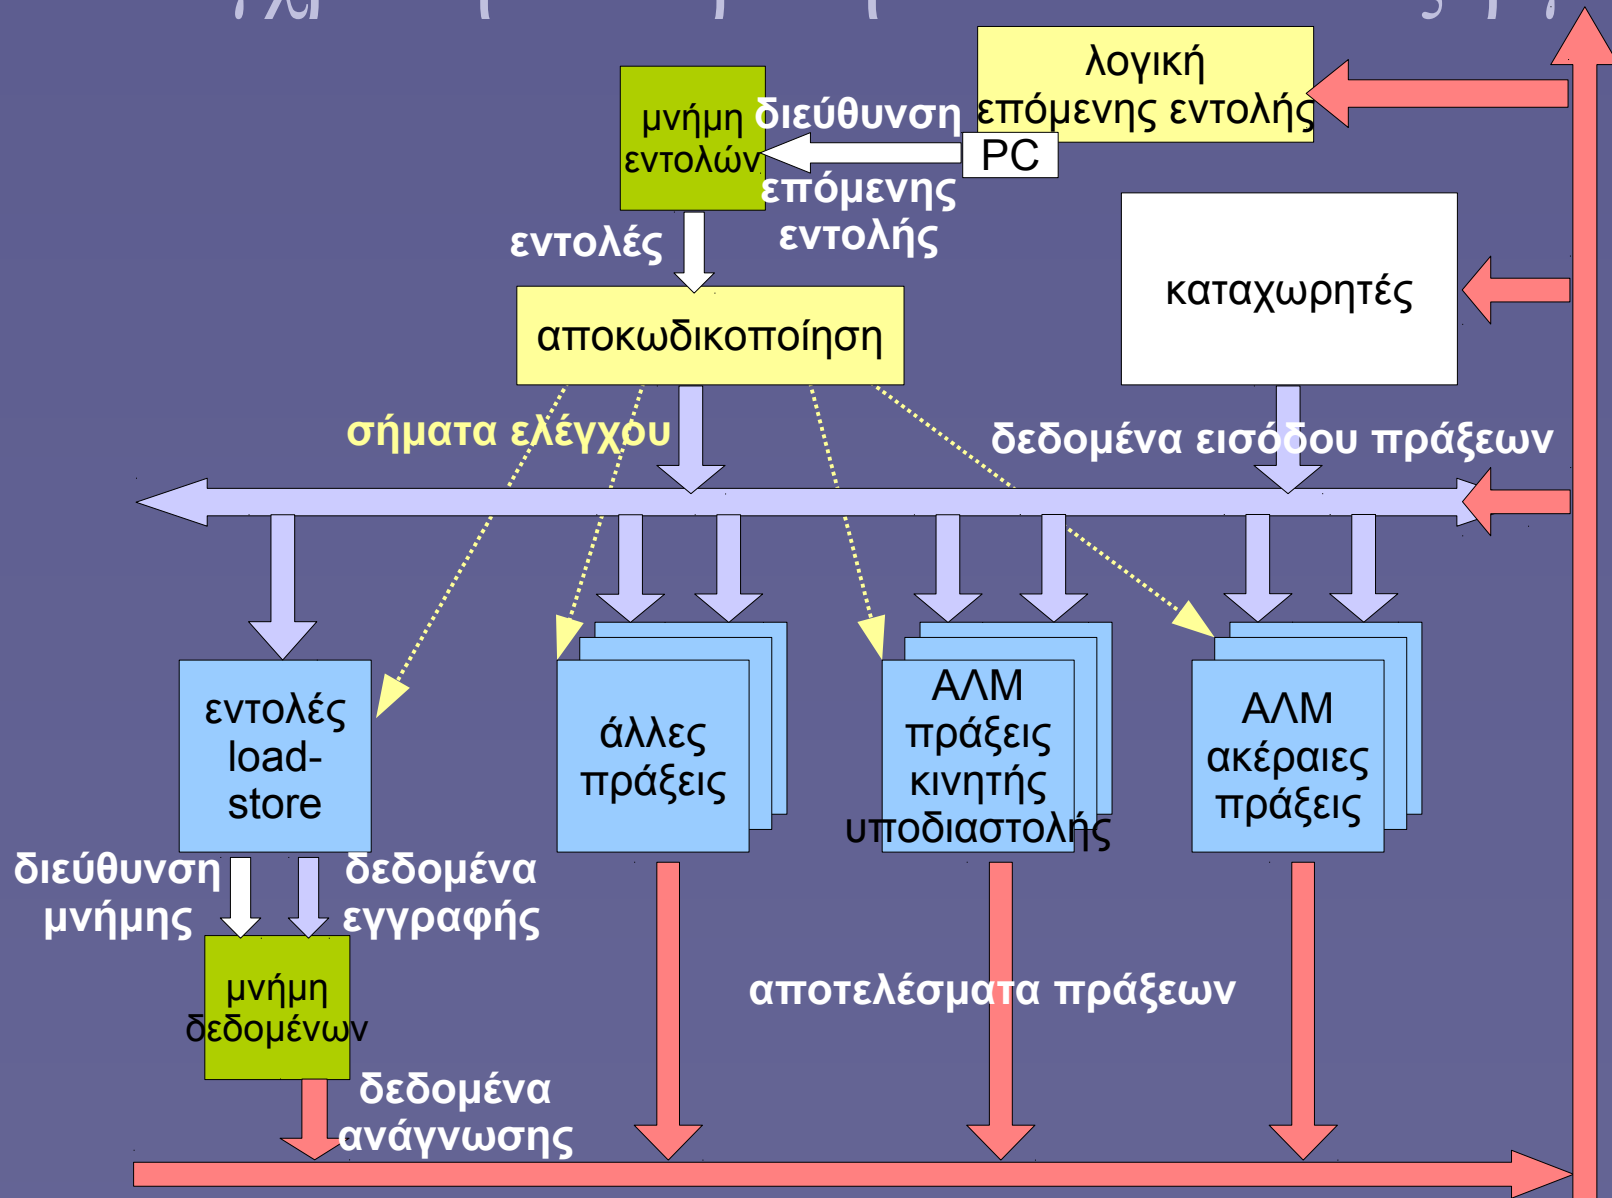 λογική
επόμενης εντολής
PC
μνήμη
εντολών
διεύθυνση
επόμενης
εντολής
εντολές
καταχωρητές
αποκωδικοποίηση
σήματα ελέγχου
δεδομένα εισόδου πράξεων
εντολές
load-
store
άλλες
πράξεις
ΑΛΜ
πράξεις
κινητής
υποδιαστολής
ΑΛΜ
ακέραιες
πράξεις
διεύθυνση
μνήμης
δεδομένα
εγγραφής
μνήμη
δεδομένων
αποτελέσματα πράξεων
δεδομένα
ανάγνωσης